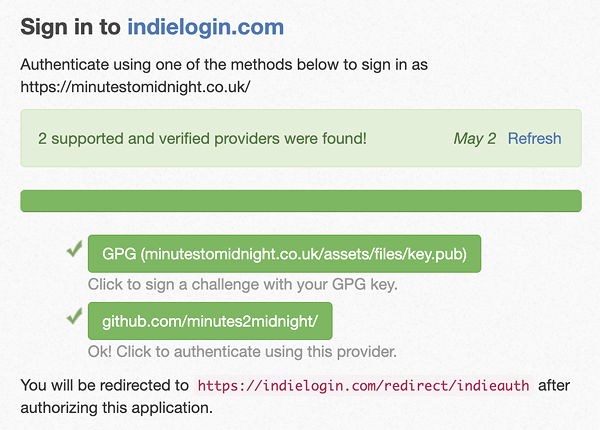 Sign in to indielogin.com
Authenticate using one of the methods below to sign in as
https://minutestomidnight.co.uk/
2 supported and verified providers were found! May 2 Refresh
GPG (minutestomidnight.co.uk/assets/files/key.pub)
Click to sign a challenge with your GPG key.
github.com/minutes2midnight/
Ok! Click to authenticate using this provider.
You will be redirected to https://indielogin.com/redirect/indieauth after
authorizing this application.